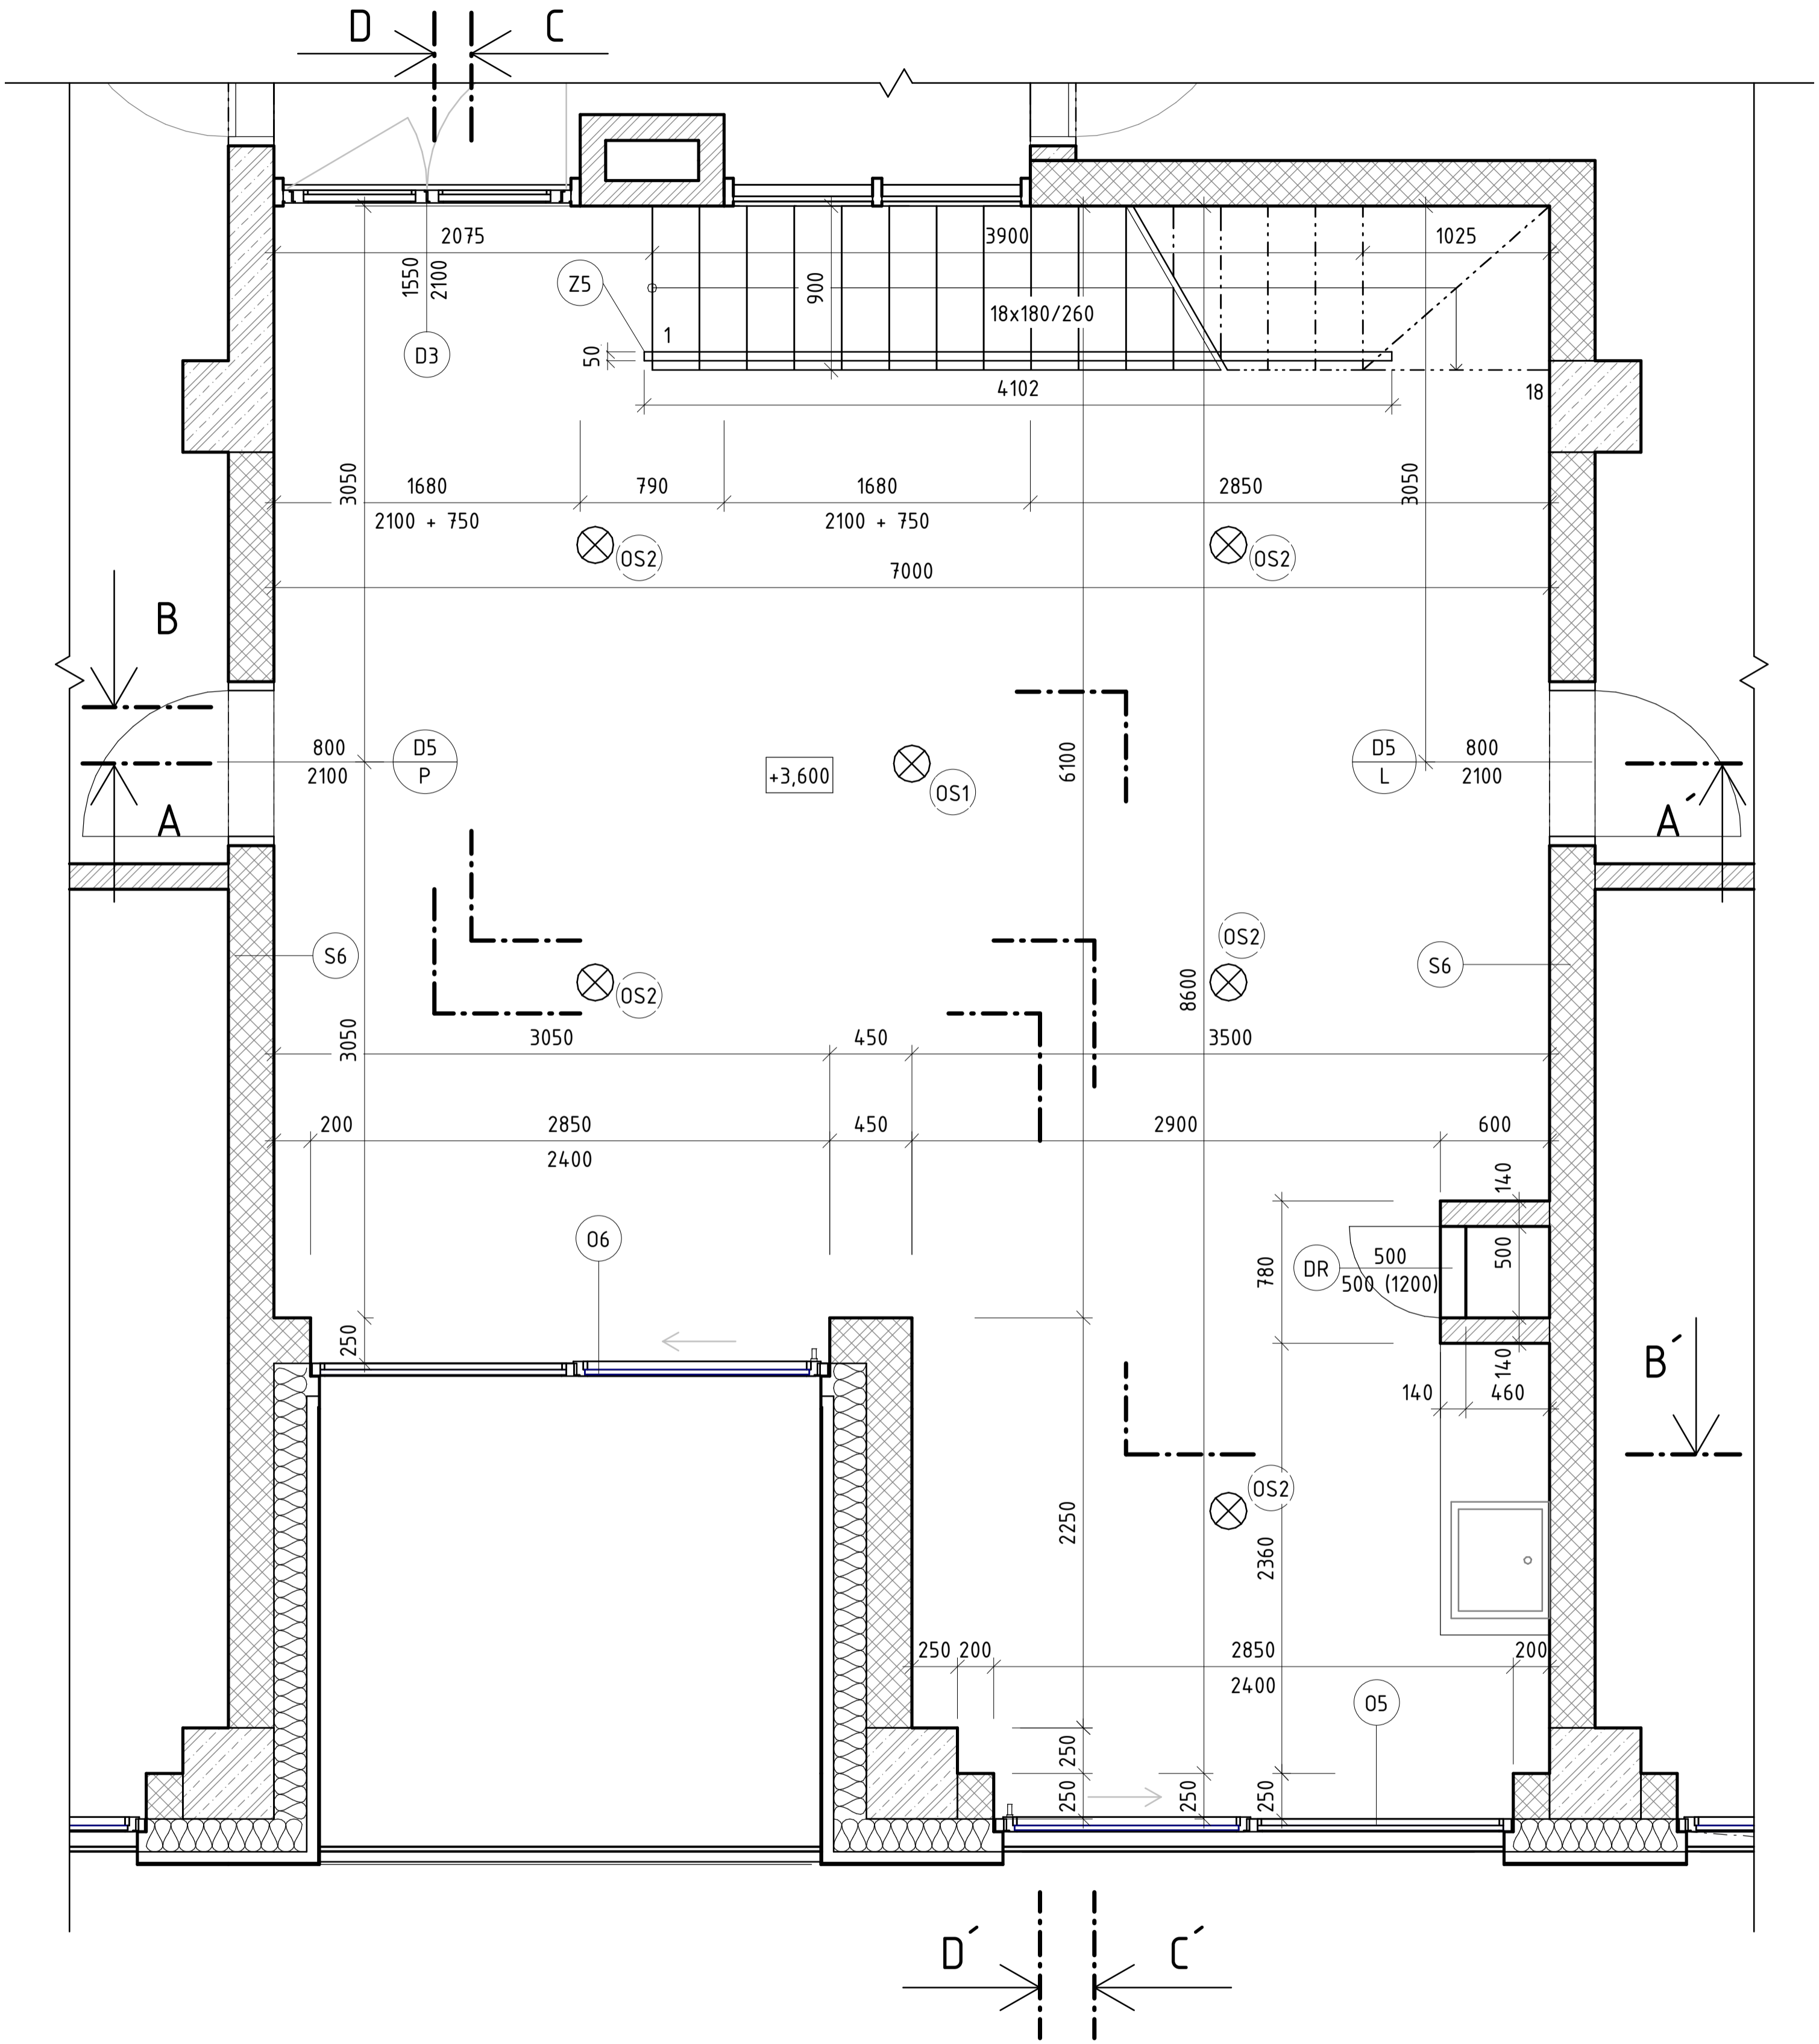 D C
2075 3900 1025
1550
2100
Z5
900
18x180/260
1
D3
50
4102
18
3050
3050
1680 790 1680 2850
2100 + 750 2100 + 750
OS2 OS2
7000
B
800
2100
D5
P
+3,600
OS1
6100
D5
L
800
2100
A A´
OS2
S6 S6
OS2
8600
3050
3050 450 3500
200 2850 450 2900 600
2400
140
O6
780
DR
500
500 (1200)
500
250
140
B´
140 460
OS2
2250
2360
250 200 2850 200
2400
O5
250
250
250
250
D´ C´